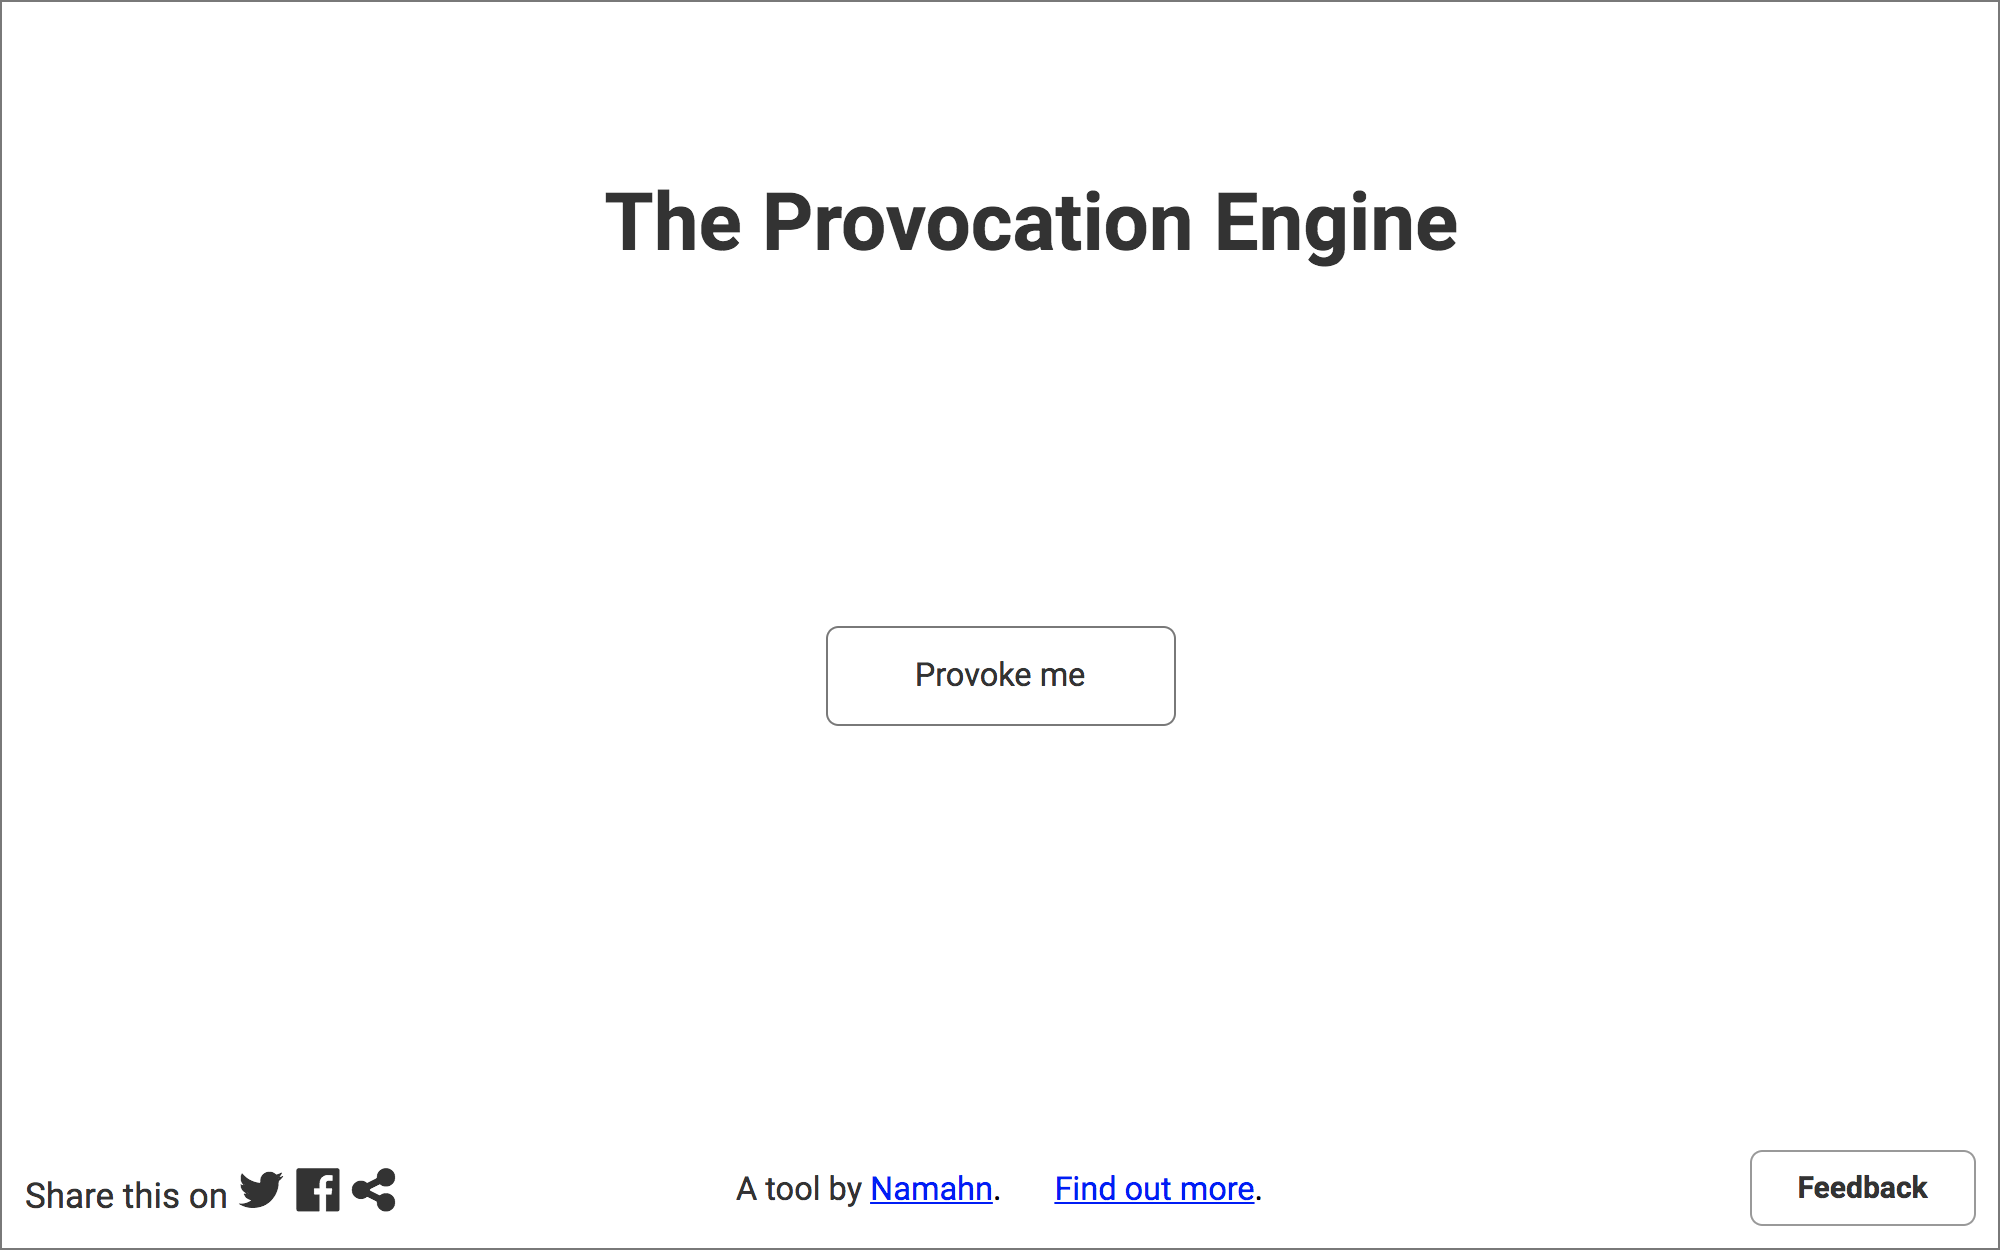 The Provocation Engine
Provoke me
Share this on
A tool by Namahn. Find out more.
Feedback